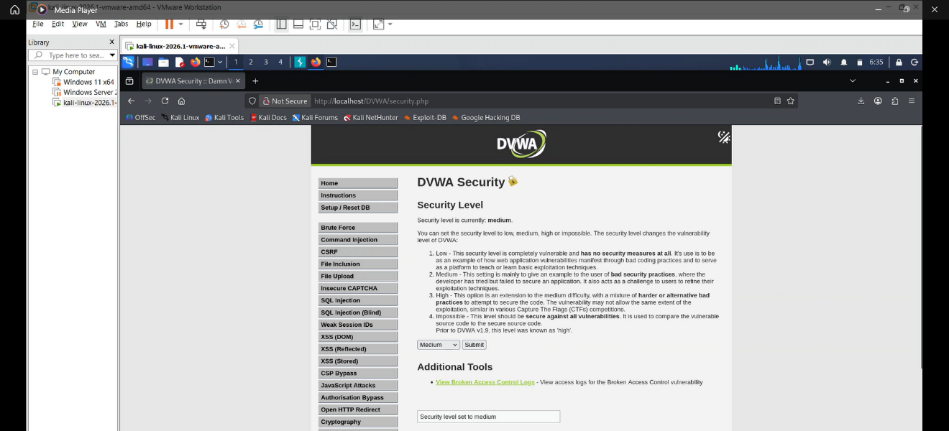 Media Player
kali-linux-2026.1-vmware-amd64 - VMware Workstation
File Edit View VM Tabs Help
Library
kali-linux-2026.1-vmware-a...
Type here to sea...
1 2 3 4
6:35
My Computer
Windows 11 x64
Windows Server 2
kali-linux-2026.1-
DVWA Security :: Damn V
Not Secure http://localhost/DVWA/security.php
OffSec Kali Linux Kali Tools Kali Docs Kali Forums Kali NetHunter Exploit-DB Google Hacking DB
DVWA
Home
Instructions
Setup / Reset DB
Brute Force
Command Injection
CSRF
File Inclusion
File Upload
Insecure CAPTCHA
SQL Injection
SQL Injection (Blind)
Weak Session IDs
XSS (DOM)
XSS (Reflected)
XSS (Stored)
CSP Bypass
JavaScript Attacks
Authorisation Bypass
Open HTTP Redirect
Cryptography
DVWA Security
Security Level
Security level is currently: medium.
You can set the security level to low, medium, high or impossible. The security level changes the vulnerability
level of DVWA:
1. Low - This security level is completely vulnerable and has no security measures at all. It's use is to be
as an example of how web application vulnerabilities manifest through bad coding practices and to serve
as a platform to teach or learn basic exploitation techniques.
2. Medium - This setting is mainly to give an example to the user of bad security practices, where the
developer has tried but failed to secure an application. It also acts as a challenge to users to refine their
exploitation techniques.
3. High - This option is an extension to the medium difficulty, with a mixture of harder or alternative bad
practices to attempt to secure the code. The vulnerability may not allow the same extent of the
exploitation, similar in various Capture The Flags (CTFs) competitions.
4. Impossible - This level should be secure against all vulnerabilities. It is used to compare the vulnerable
source code to the secure source code.
Prior to DVWA v1.9, this level was known as 'high'.
Medium Submit
Additional Tools
View Broken Access Control Logs - View access logs for the Broken Access Control vulnerability
Security level set to medium